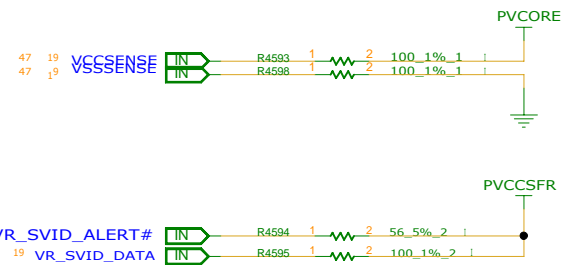 PVCORE
47 19 VCCSENSE IN R4593 1 2 100_1%_1
47 19 VSSSENSE IN R4598 1 2 100_1%_1
PVCCSFR
VR_SVID_ALERT# IN R4594 1 2 56_5%_2
19 VR_SVID_DATA IN R4595 1 2 100_1%_2